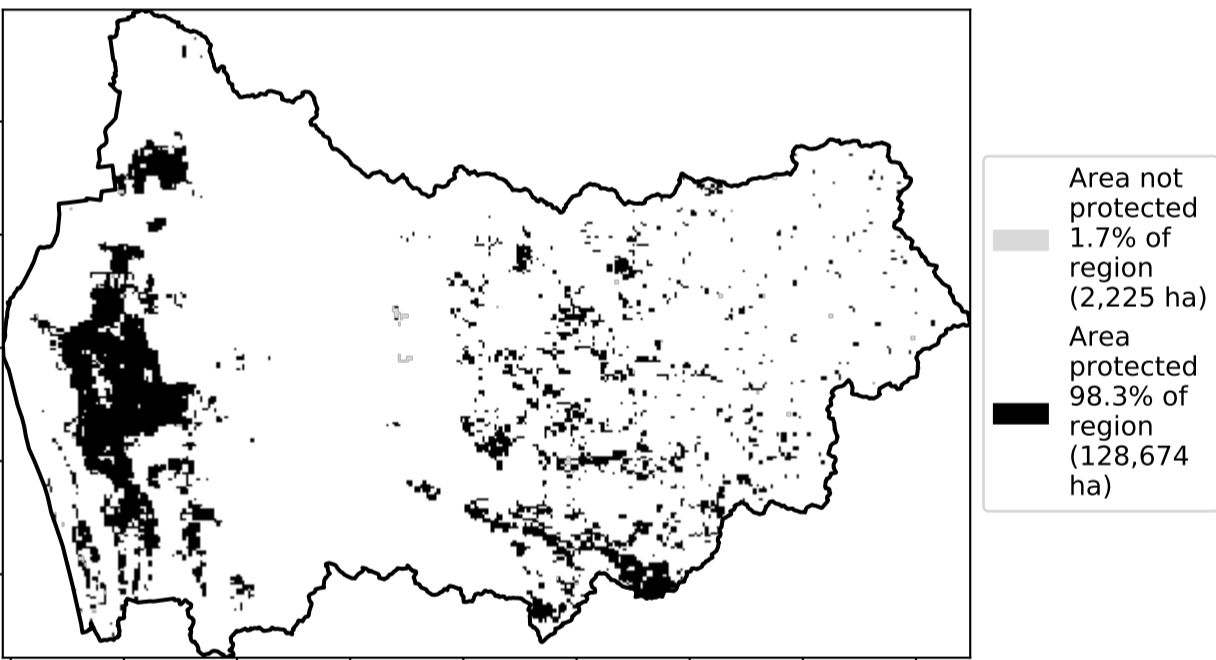 Area not
protected
1.7% of
region
(2,225 ha)
Area
protected
98.3% of
region
(128,674
ha)